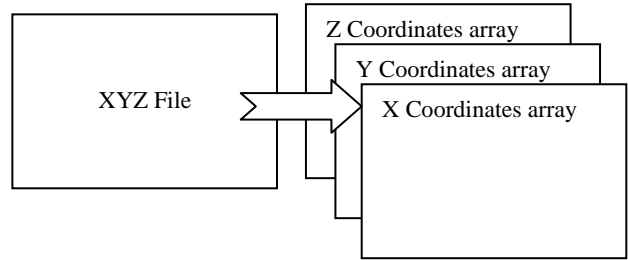 Z Coordinates array
Y Coordinates array
XYZ File
X Coordinates array